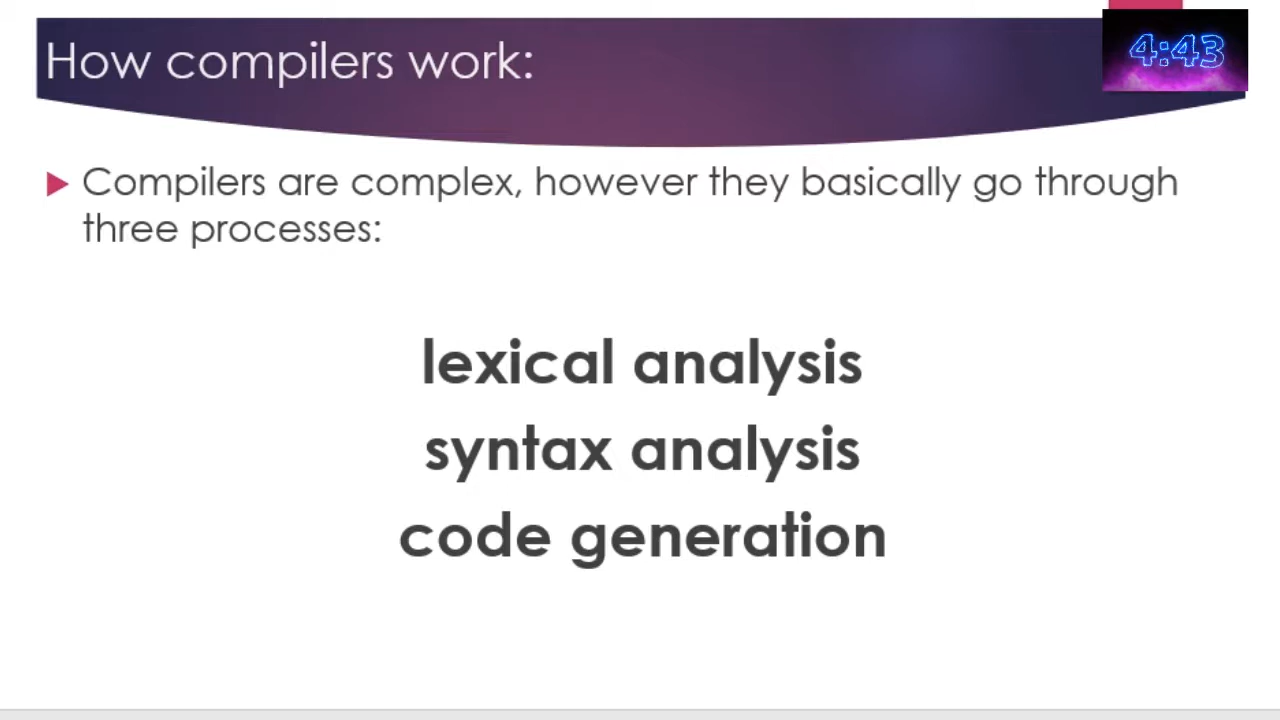 How compilers work:
4:43
Compilers are complex, however they basically go through
three processes:
lexical analysis
syntax analysis
code generation